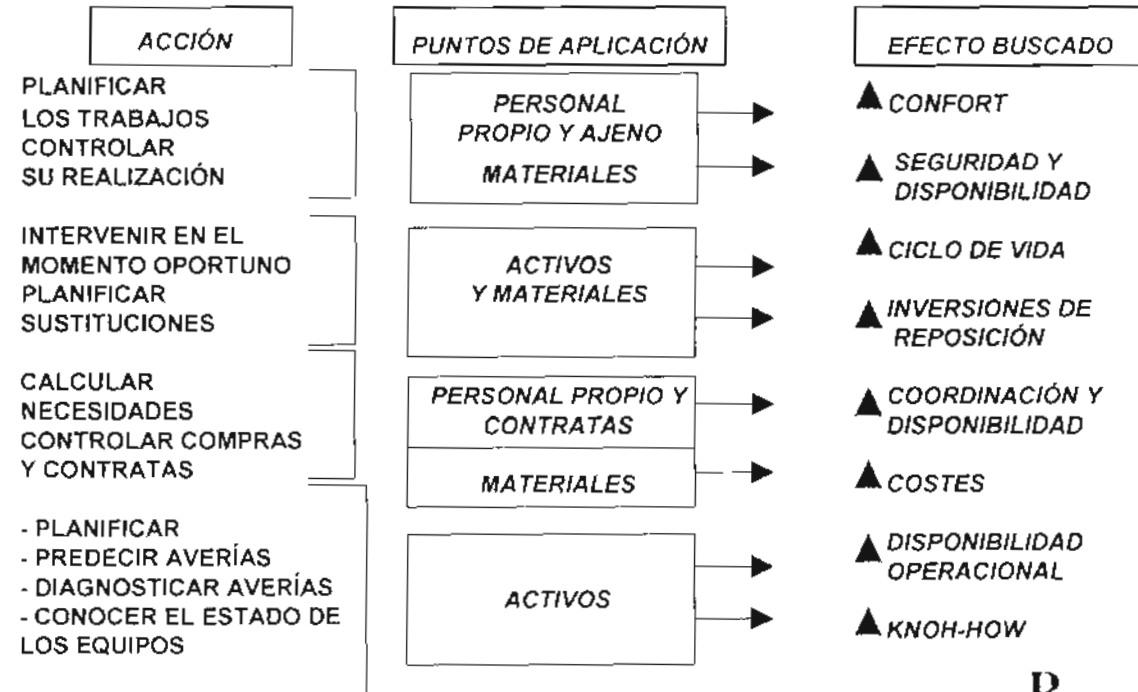 ACCIÓN
PUNTOS DE APLICACIÓN
EFECTO BUSCADO
PLANIFICAR
LOS TRABAJOS
CONTROLAR
SU REALIZACIÓN
PERSONAL
PROPIO Y AJENO
MATERIALES
CONFORT
SEGURIDAD Y
DISPONIBILIDAD
INTERVENIR EN EL
MOMENTO OPORTUNO
PLANIFICAR
SUSTITUCIONES
ACTIVOS
Y MATERIALES
CICLO DE VIDA
INVERSIONES DE
REPOSICIÓN
CALCULAR
NECESIDADES
CONTROLAR COMPRAS
Y CONTRATAS
PERSONAL PROPIO Y
CONTRATAS
MATERIALES
COORDINACIÓN Y
DISPONIBILIDAD
COSTES
- PLANIFICAR
- PREDECIR AVERÍAS
- DIAGNOSTICAR AVERÍAS
- CONOCER EL ESTADO DE
LOS EQUIPOS
ACTIVOS
DISPONIBILIDAD
OPERACIONAL
KNOH-HOW